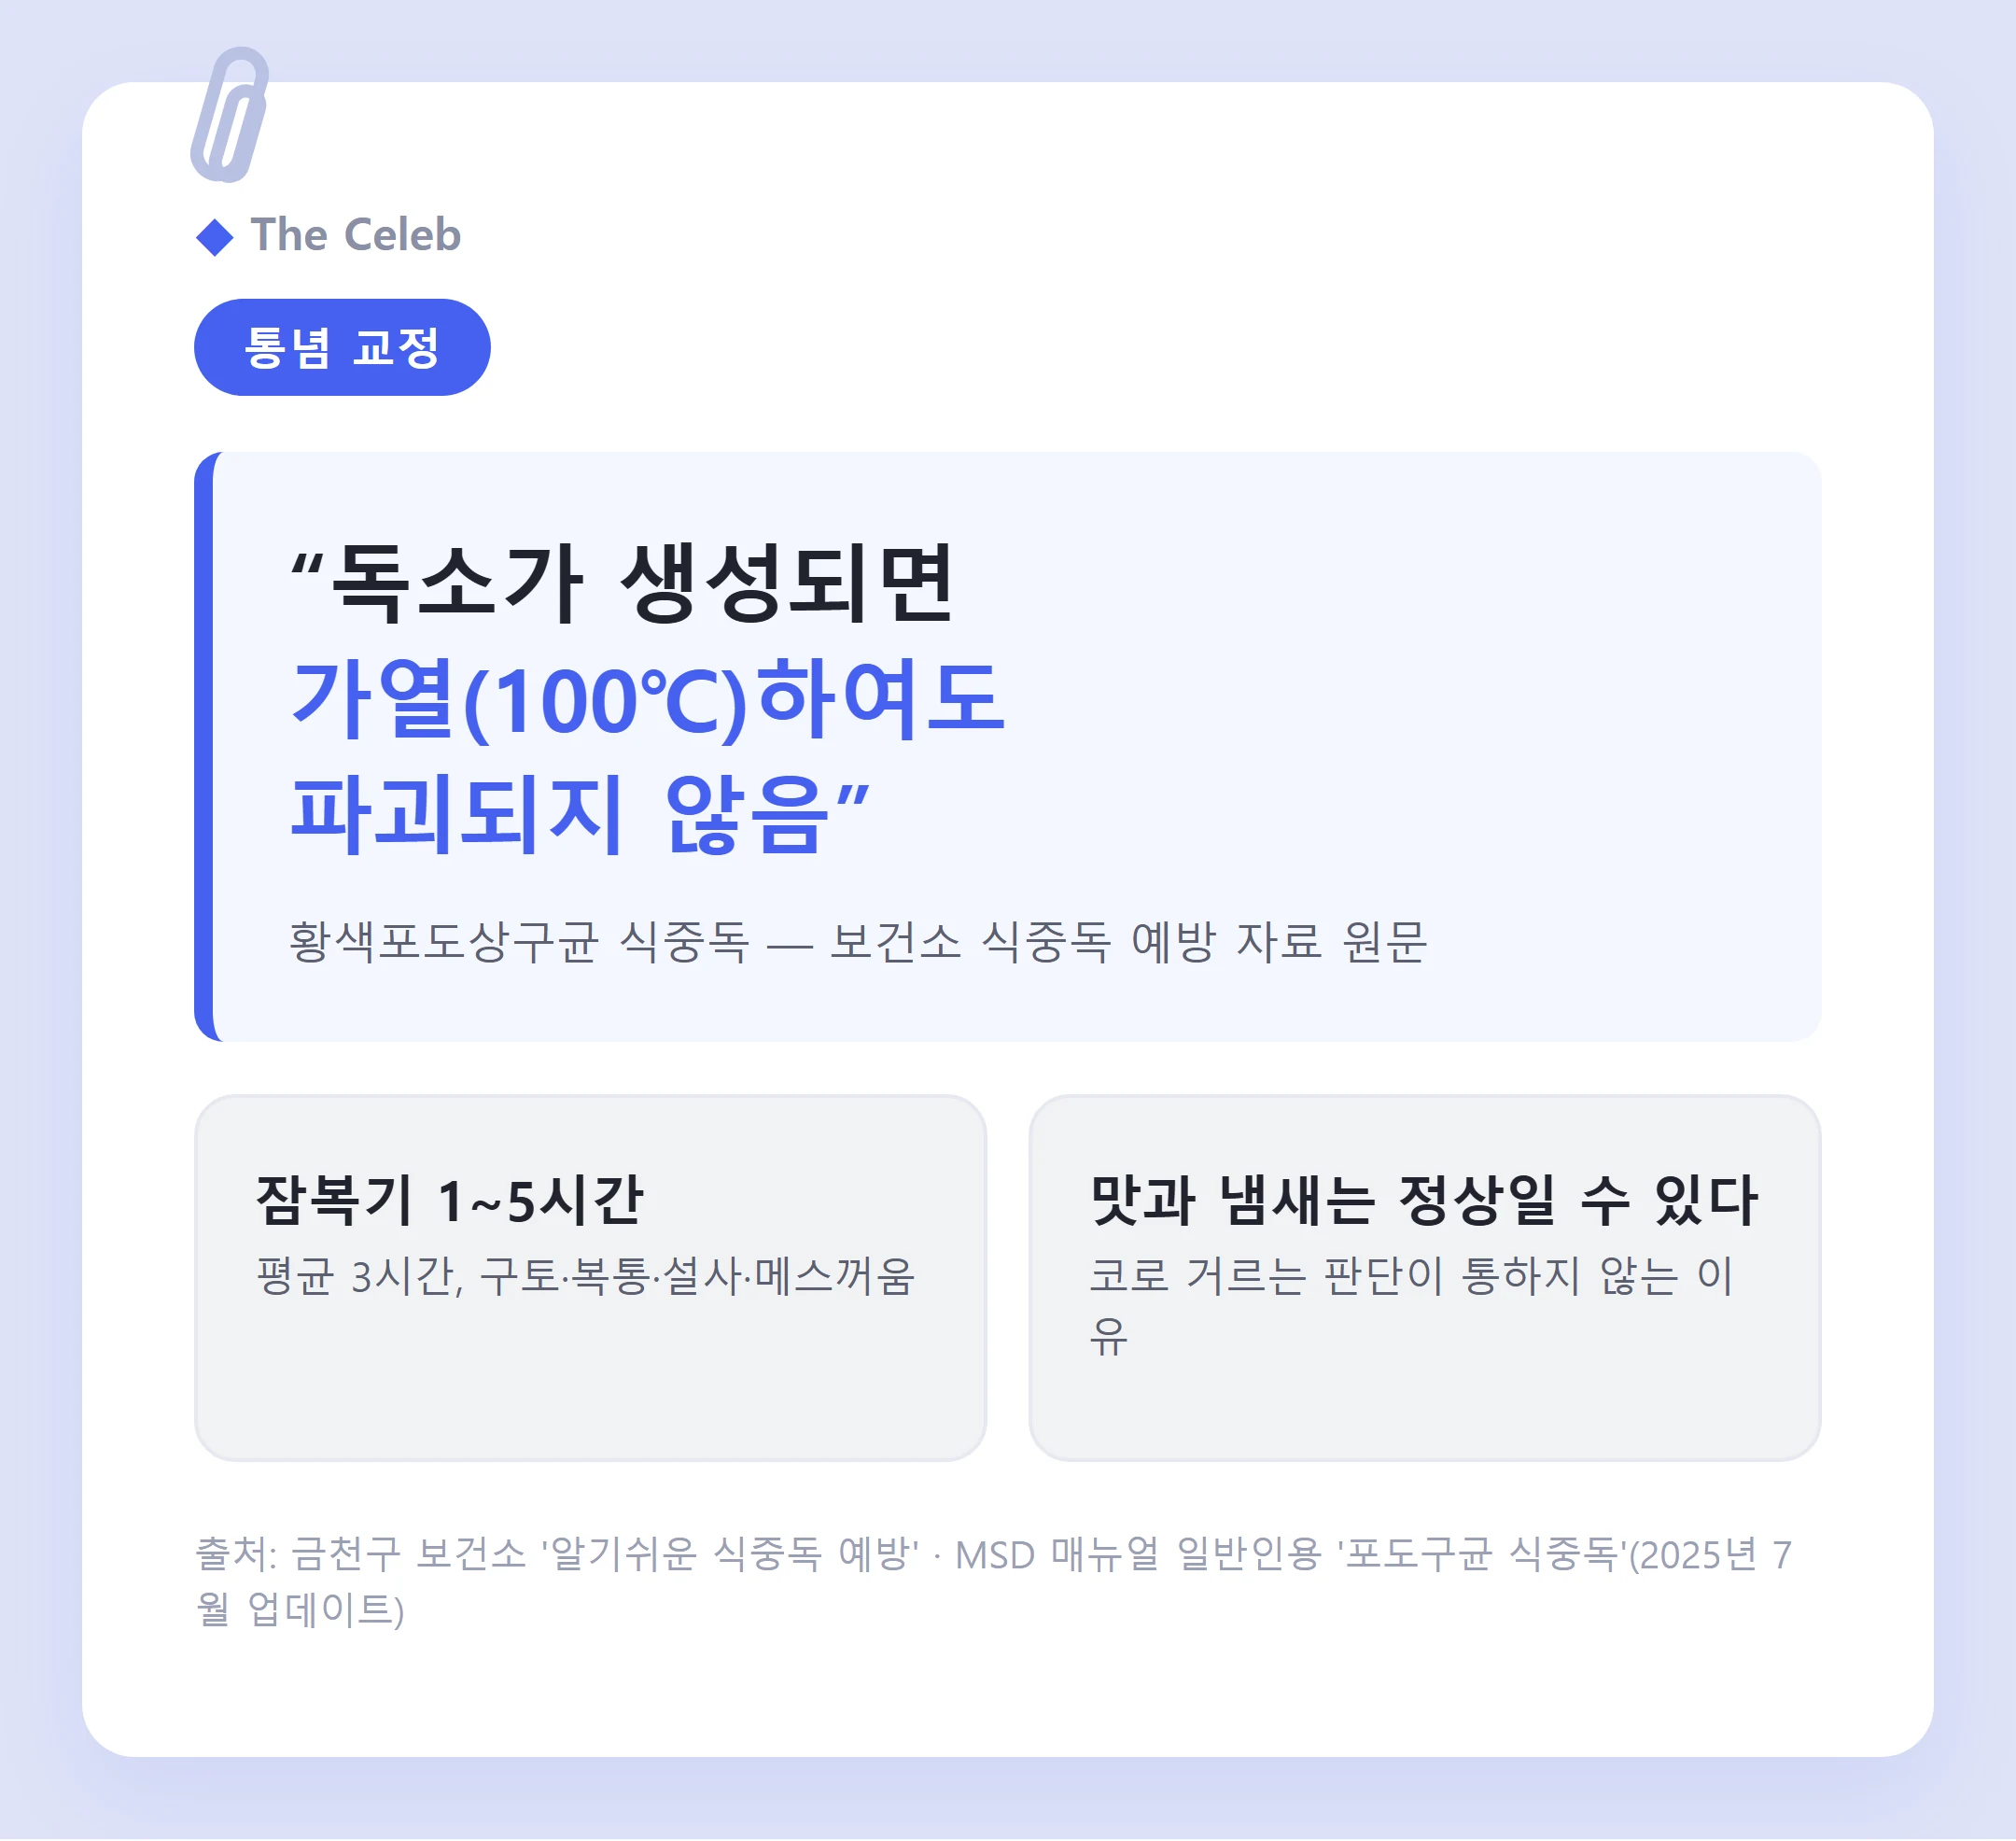 The Celeb
통념 교정
“독소가 생성되면
가열(100℃)하여도
파괴되지 않음”
황색포도상구균 식중독 — 보건소 식중독 예방 자료 원문
잠복기 1~5시간
평균 3시간, 구토·복통·설사·메스꺼움
맛과 냄새는 정상일 수 있다
코로 거르는 판단이 통하지 않는 이
유
출처: 금천구 보건소 '알기쉬운 식중독 예방' · MSD 매뉴얼 일반인용 '포도구균 식중독'(2025년 7
월 업데이트)